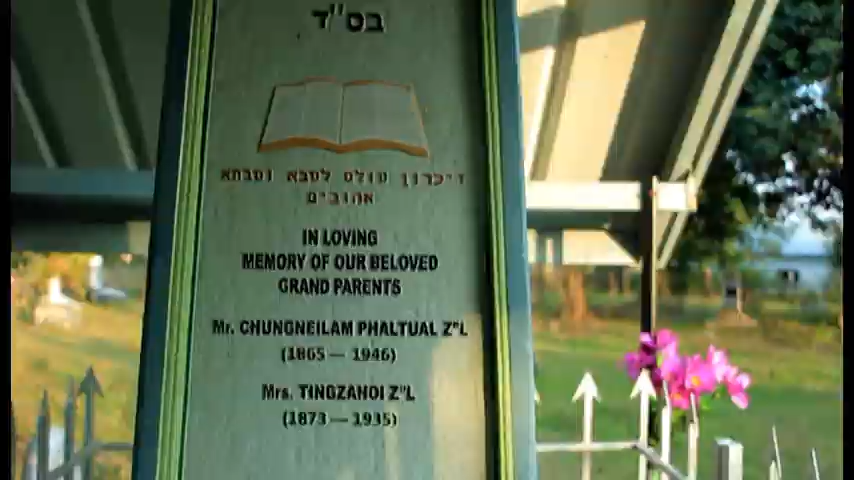 בס"ד
זיכרון עולם לסבא וסבתא
אהובים
IN LOVING
MEMORY OF OUR BELOVED
GRAND PARENTS
Mr. CHUNGNEILAM PHALTUAL Z"L
(1865 — 1946)
Mrs. TINGZAHOI Z"L
(1873 — 1935)